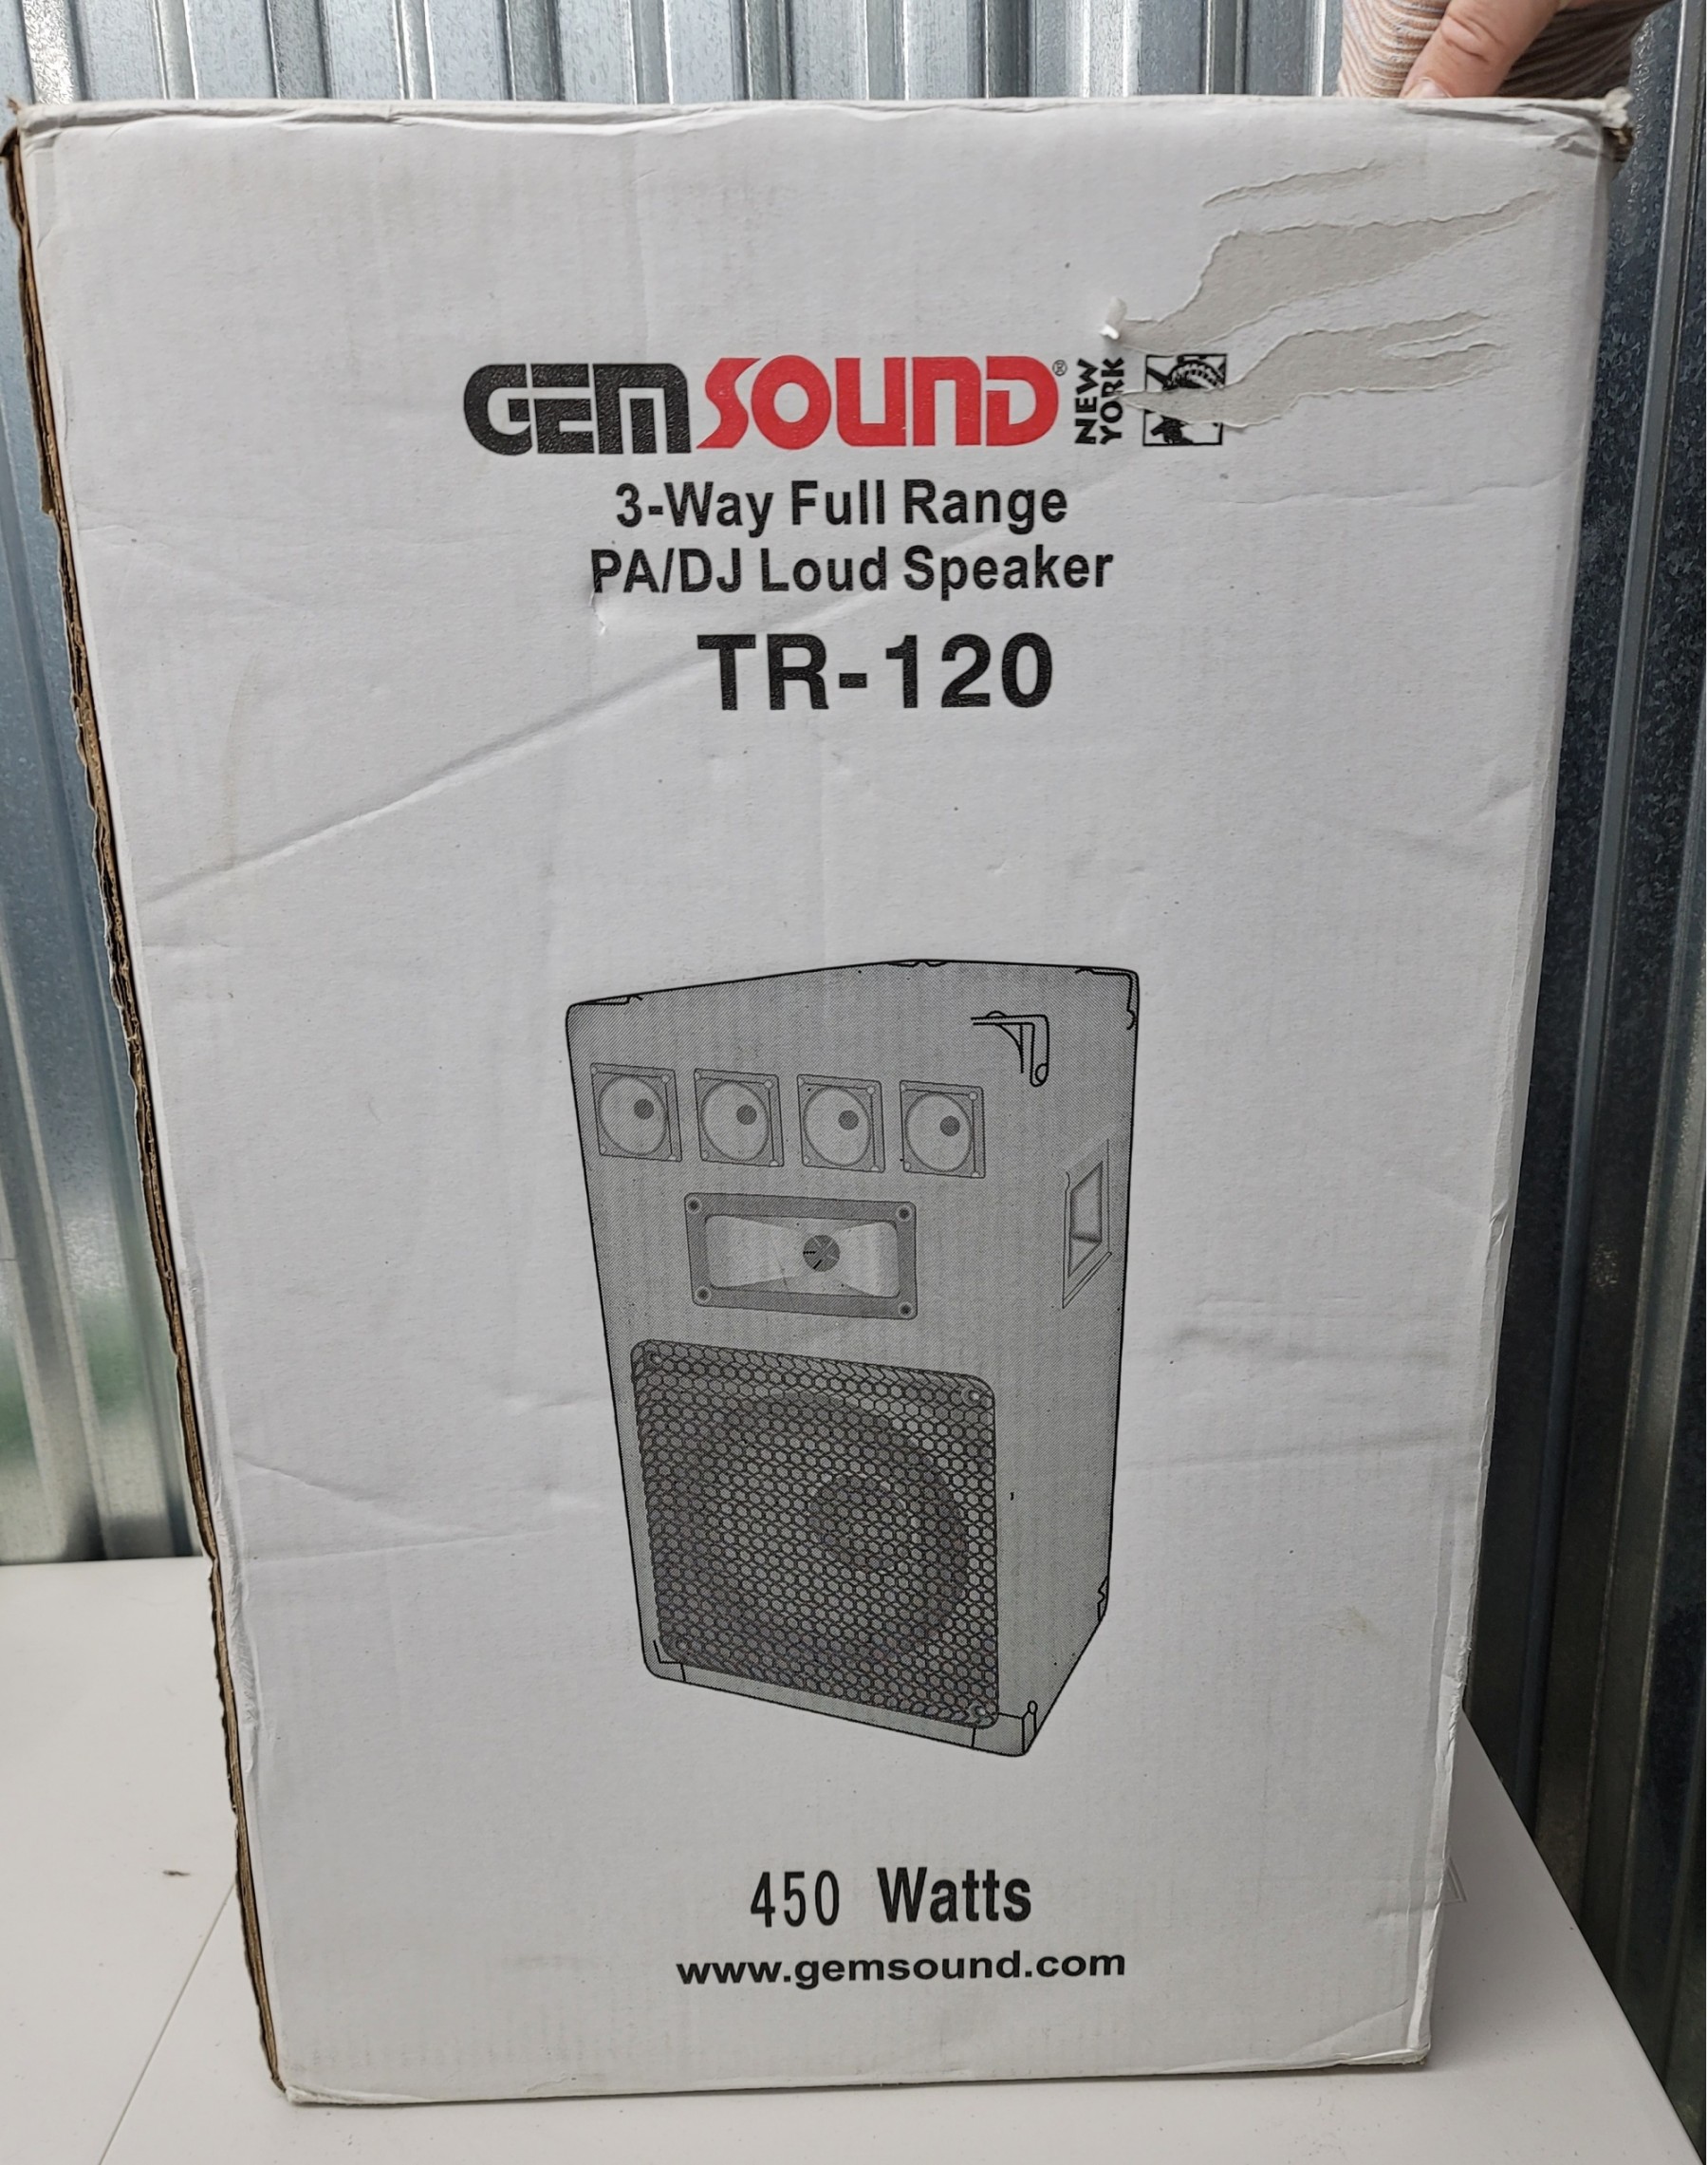 GEMSOUND® NEW YORK
3-Way Full Range
PA/DJ Loud Speaker
TR-120
450 Watts
www.gemsound.com